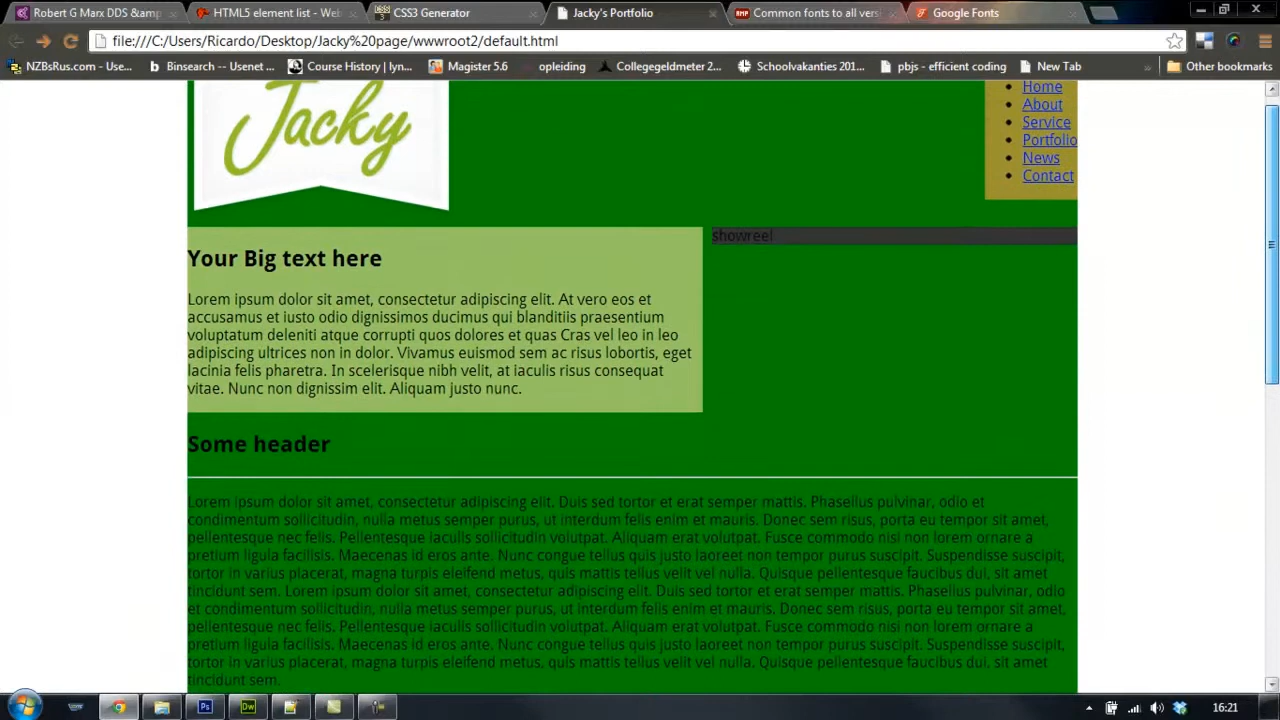 Robert G Marx DDS &amp
HTML5 element list - Web
CSS3 Generator
Jacky's Portfolio
Common fonts to all versi
Google Fonts
file:///C:/Users/Ricardo/Desktop/Jacky%20page/wwwroot2/default.html
NZBsRus.com - Use...
Binsearch -- Usenet ...
Course History | lyn...
Magister 5.6
opleiding
Collegegeldmeter 2...
Schoolvakanties 201...
pbjs - efficient coding
New Tab
»
Other bookmarks
Jacky
Home
About
Service
Portfolio
News
Contact
showreel
Your Big text here
Lorem ipsum dolor sit amet, consectetur adipiscing elit. At vero eos et
accusamus et iusto odio dignissimos ducimus qui blanditiis praesentium
voluptatum deleniti atque corrupti quos dolores et quas Cras vel leo in leo
adipiscing ultrices non in dolor. Vivamus euismod sem ac risus lobortis, eget
lacinia felis pharetra. In scelerisque nibh velit, at iaculis risus consequat
vitae. Nunc non dignissim elit. Aliquam justo nunc.
Some header
Lorem ipsum dolor sit amet, consectetur adipiscing elit. Duis sed tortor et erat semper mattis. Phasellus pulvinar, odio et
condimentum sollicitudin, nulla metus semper purus, ut interdum felis enim et mauris. Donec sem risus, porta eu tempor sit amet,
pellentesque nec felis. Pellentesque iaculis sollicitudin volutpat. Aliquam erat volutpat. Fusce commodo nisi non lorem ornare a
pretium ligula facilisis. Maecenas id eros ante. Nunc congue tellus quis justo laoreet non tempor purus suscipit. Suspendisse suscipit,
tortor in varius placerat, magna turpis eleifend metus, quis mattis tellus velit vel nulla. Quisque pellentesque faucibus dui, sit amet
tincidunt sem. Lorem ipsum dolor sit amet, consectetur adipiscing elit. Duis sed tortor et erat semper mattis. Phasellus pulvinar, odio
et condimentum sollicitudin, nulla metus semper purus, ut interdum felis enim et mauris. Donec sem risus, porta eu tempor sit amet,
pellentesque nec felis. Pellentesque iaculis sollicitudin volutpat. Aliquam erat volutpat. Fusce commodo nisi non lorem ornare a
pretium ligula facilisis. Maecenas id eros ante. Nunc congue tellus quis justo laoreet non tempor purus suscipit. Suspendisse suscipit,
tortor in varius placerat, magna turpis eleifend metus, quis mattis tellus velit vel nulla. Quisque pellentesque faucibus dui, sit amet
tincidunt sem.
Ps
Dw
16:21